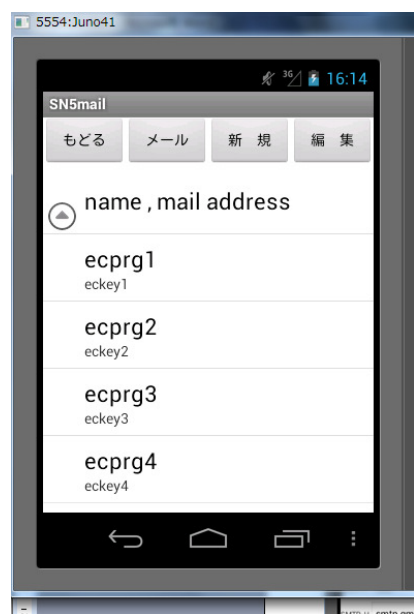 5554:Juno41
3G 16:14
SN5mail
もどる メール 新 規 編 集
name , mail address
ecprg1
eckey1
ecprg2
eckey2
ecprg3
eckey3
ecprg4
eckey4